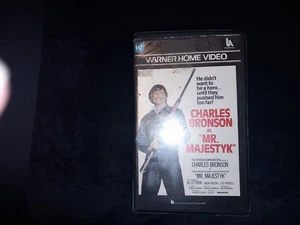 WARNER HOME VIDEO
He didn't want
to be a hero...
until they
pushed him
too far!
CHARLES
BRONSON
as
"MR.
MAJESTYK"
CHARLES BRONSON
"MR. MAJESTYK"